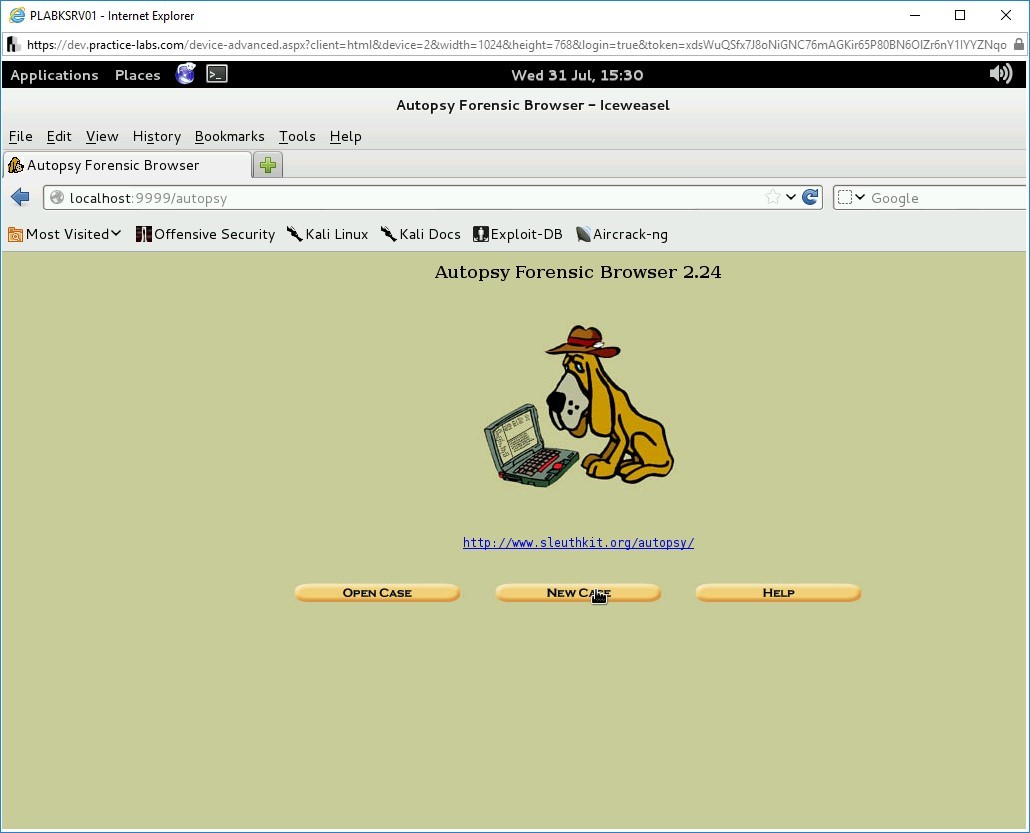 PLABKSRV01 - Internet Explorer
https://dev.practice-labs.com/device-advanced.aspx?client=html&device=2&width=1024&height=768&login=true&token=xdsWuQSfx7J8oNiGNC76mAGKir65P80BN6OIZr6nY1IYYZNqo
Applications Places Wed 31 Jul, 15:30
Autopsy Forensic Browser – Iceweasel
File Edit View History Bookmarks Tools Help
Autopsy Forensic Browser
localhost:9999/autopsy Google
Most Visited Offensive Security Kali Linux Kali Docs Exploit-DB Aircrack-ng
Autopsy Forensic Browser 2.24
http://www.sleuthkit.org/autopsy/
OPEN CASE NEW CASE HELP